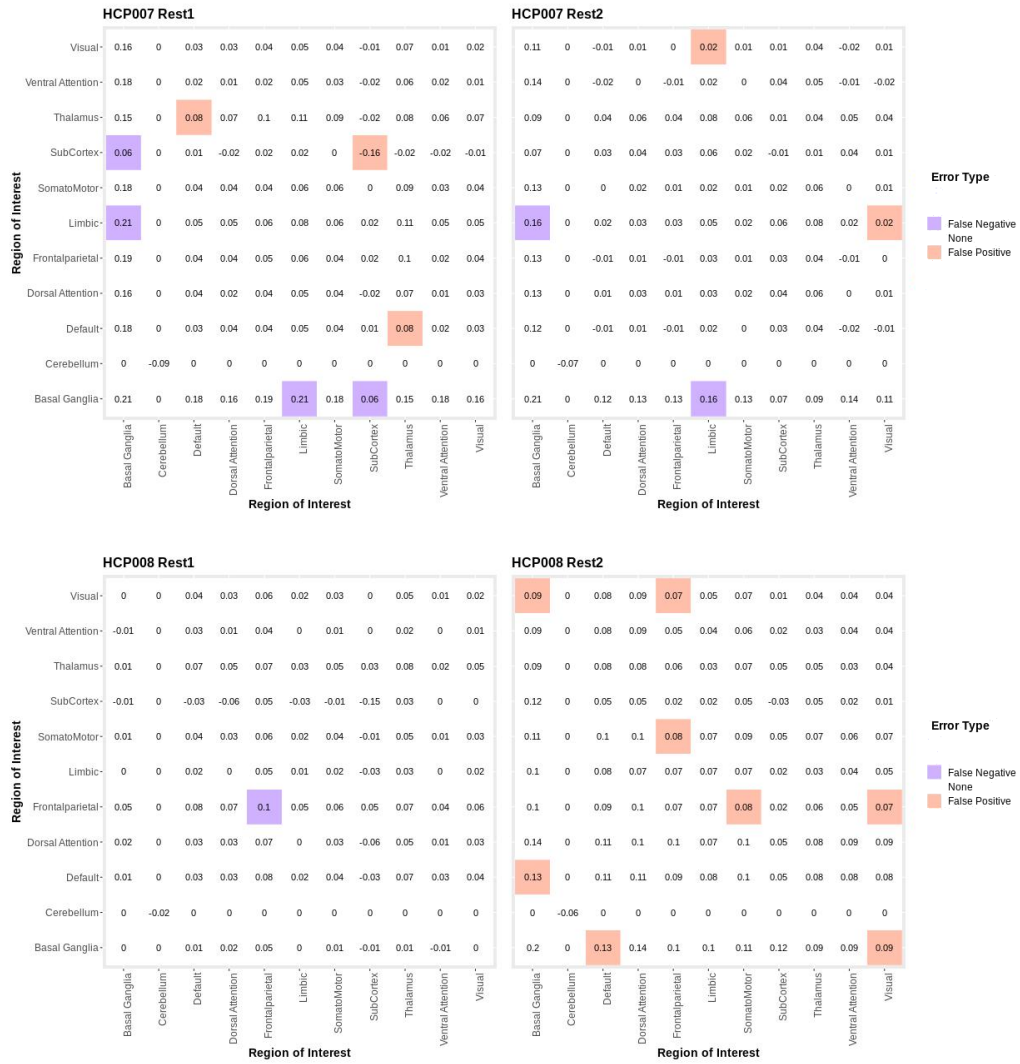 HCP007 Rest1
HCP007 Rest2
Region of Interest
Visual 0.16 0 0.03 0.03 0.04 0.05 0.04 -0.01 0.07 0.01 0.02
Ventral Attention 0.18 0 0.02 0.01 0.02 0.05 0.03 -0.02 0.06 0.02 0.01
Thalamus 0.15 0 0.08 0.07 0.1 0.11 0.09 -0.02 0.08 0.06 0.07
SubCortex 0.06 0 0.01 -0.02 0.02 0.02 0 -0.16 -0.02 -0.02 -0.01
SomatoMotor 0.18 0 0.04 0.04 0.04 0.06 0.06 0 0.09 0.03 0.04
Limbic 0.21 0 0.05 0.05 0.06 0.08 0.06 0.02 0.11 0.05 0.05
Frontalparietal 0.19 0 0.04 0.04 0.05 0.06 0.04 0.02 0.1 0.02 0.04
Dorsal Attention 0.16 0 0.04 0.02 0.04 0.05 0.04 -0.02 0.07 0.01 0.03
Default 0.18 0 0.03 0.04 0.04 0.05 0.04 0.01 0.08 0.02 0.03
Cerebellum 0 -0.09 0 0 0 0 0 0 0 0 0
Basal Ganglia 0.21 0 0.18 0.16 0.19 0.21 0.18 0.06 0.15 0.18 0.16
Basal Ganglia Cerebellum Default Dorsal Attention Frontalparietal Limbic SomatoMotor SubCortex Thalamus Ventral Attention Visual
Region of Interest
0.11 0 -0.01 0.01 0 0.02 0.01 0.01 0.04 -0.02 0.01
0.14 0 -0.02 0 -0.01 0.02 0 0.04 0.05 -0.01 -0.02
0.09 0 0.04 0.06 0.04 0.08 0.06 0.01 0.04 0.05 0.04
0.07 0 0.03 0.04 0.03 0.06 0.02 -0.01 0.01 0.04 0.01
0.13 0 0 0.02 0.01 0.02 0.01 0.02 0.06 0 0.01
0.16 0 0.02 0.03 0.03 0.05 0.02 0.06 0.08 0.02 0.02
0.13 0 -0.01 0.01 -0.01 0.03 0.01 0.03 0.04 -0.01 0
0.13 0 0.01 0.03 0.01 0.03 0.02 0.04 0.06 0 0.01
0.12 0 -0.01 0.01 -0.01 0.02 0 0.03 0.04 -0.02 -0.01
0 -0.07 0 0 0 0 0 0 0 0 0
0.21 0 0.12 0.13 0.13 0.16 0.13 0.07 0.09 0.14 0.11
Basal Ganglia Cerebellum Default Dorsal Attention Frontalparietal Limbic SomatoMotor SubCortex Thalamus Ventral Attention Visual
Region of Interest
Error Type
False Negative
None
False Positive
HCP008 Rest1
HCP008 Rest2
Region of Interest
Visual 0 0 0.04 0.03 0.06 0.02 0.03 0 0.05 0.01 0.02
Ventral Attention -0.01 0 0.03 0.01 0.04 0 0.01 0 0.02 0 0.01
Thalamus 0.01 0 0.07 0.05 0.07 0.03 0.05 0.03 0.08 0.02 0.05
SubCortex -0.01 0 -0.03 -0.06 0.05 -0.03 -0.01 -0.15 0.03 0 0
SomatoMotor 0.01 0 0.04 0.03 0.06 0.02 0.04 -0.01 0.05 0.01 0.03
Limbic 0 0 0.02 0 0.05 0.01 0.02 -0.03 0.03 0 0.02
Frontalparietal 0.05 0 0.08 0.07 0.1 0.05 0.06 0.05 0.07 0.04 0.06
Dorsal Attention 0.02 0 0.03 0.03 0.07 0 0.03 -0.06 0.05 0.01 0.03
Default 0.01 0 0.03 0.03 0.08 0.02 0.04 -0.03 0.07 0.03 0.04
Cerebellum 0 -0.02 0 0 0 0 0 0 0 0 0
Basal Ganglia 0 0 0.01 0.02 0.05 0 0.01 -0.01 0.01 -0.01 0
Basal Ganglia Cerebellum Default Dorsal Attention Frontalparietal Limbic SomatoMotor SubCortex Thalamus Ventral Attention Visual
Region of Interest
0.09 0 0.08 0.09 0.07 0.05 0.07 0.01 0.04 0.04 0.04
0.09 0 0.08 0.09 0.05 0.04 0.06 0.02 0.03 0.04 0.04
0.09 0 0.08 0.08 0.06 0.03 0.07 0.05 0.05 0.03 0.04
0.12 0 0.05 0.05 0.02 0.02 0.05 -0.03 0.05 0.02 0.01
0.11 0 0.1 0.1 0.08 0.07 0.09 0.05 0.07 0.06 0.07
0.1 0 0.08 0.07 0.07 0.07 0.07 0.02 0.03 0.04 0.05
0.1 0 0.09 0.1 0.07 0.07 0.08 0.02 0.06 0.05 0.07
0.14 0 0.11 0.1 0.1 0.07 0.1 0.05 0.08 0.09 0.09
0.13 0 0.11 0.11 0.09 0.08 0.1 0.05 0.08 0.08 0.08
0 -0.06 0 0 0 0 0 0 0 0 0
0.2 0 0.13 0.14 0.1 0.1 0.11 0.12 0.09 0.09 0.09
Basal Ganglia Cerebellum Default Dorsal Attention Frontalparietal Limbic SomatoMotor SubCortex Thalamus Ventral Attention Visual
Region of Interest
Error Type
False Negative
None
False Positive